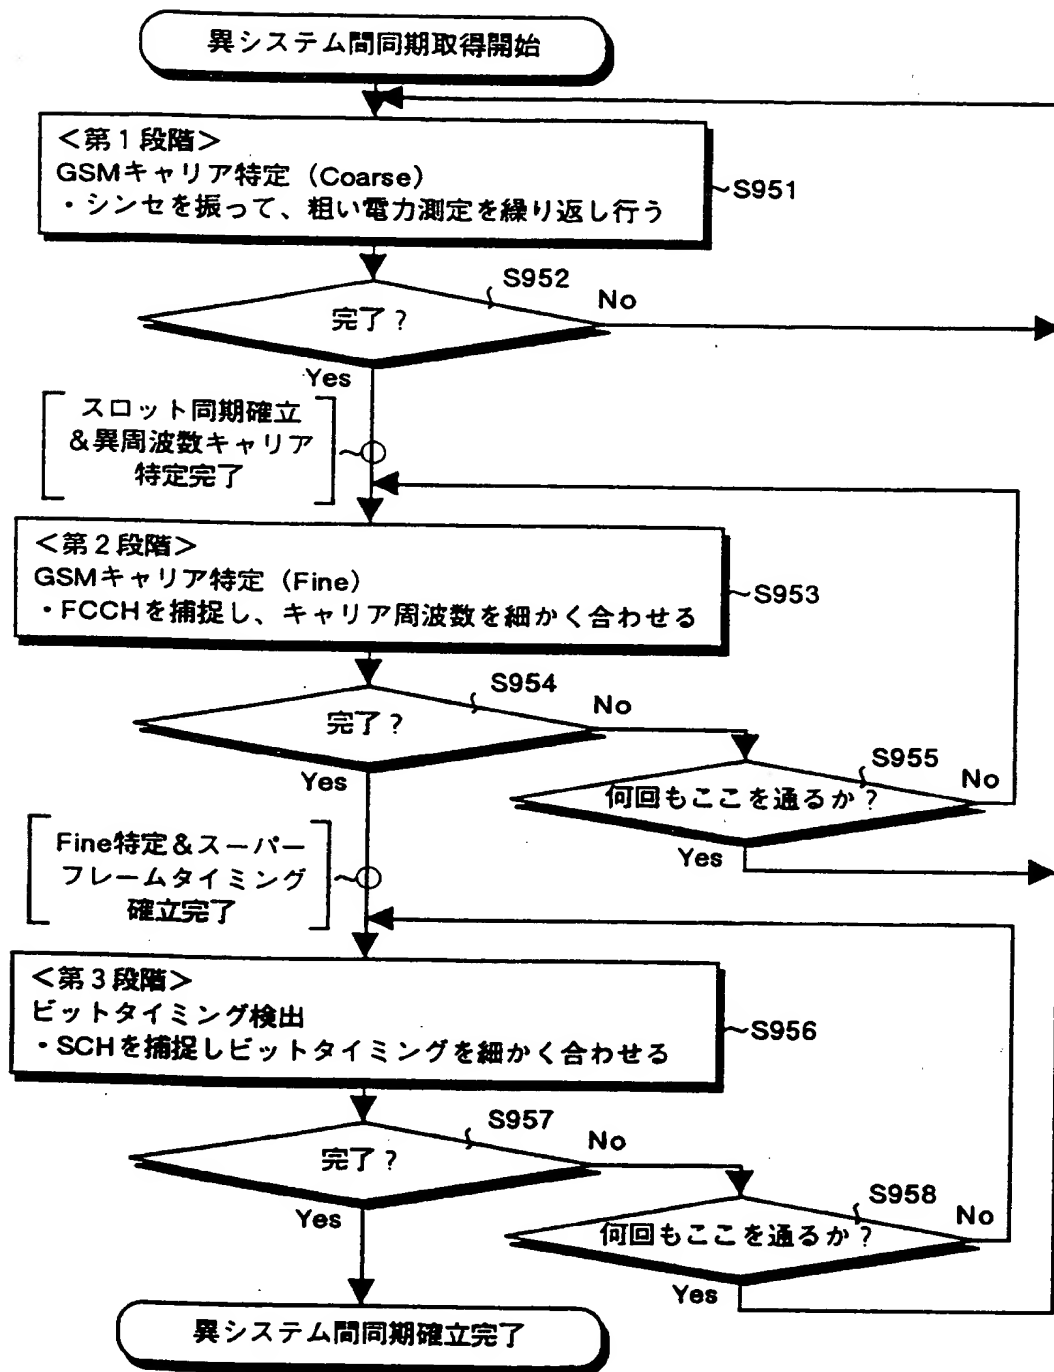 異システム間同期取得開始
＜第1段階＞
GSMキャリア特定（Coarse）
・シンセを振って、粗い電力測定を繰り返し行う
S951
S952
完了？
No
Yes
スロット同期確立
＆異周波数キャリア
特定完了
＜第2段階＞
GSMキャリア特定（Fine）
・FCCHを捕捉し、キャリア周波数を細かく合わせる
S953
S954
完了？
No
Yes
S955
何回もここを通るか？
No
Yes
Fine特定＆スーパー
フレームタイミング
確立完了
＜第3段階＞
ビットタイミング検出
・SCHを捕捉しビットタイミングを細かく合わせる
S956
S957
完了？
No
Yes
S958
何回もここを通るか？
No
Yes
異システム間同期確立完了